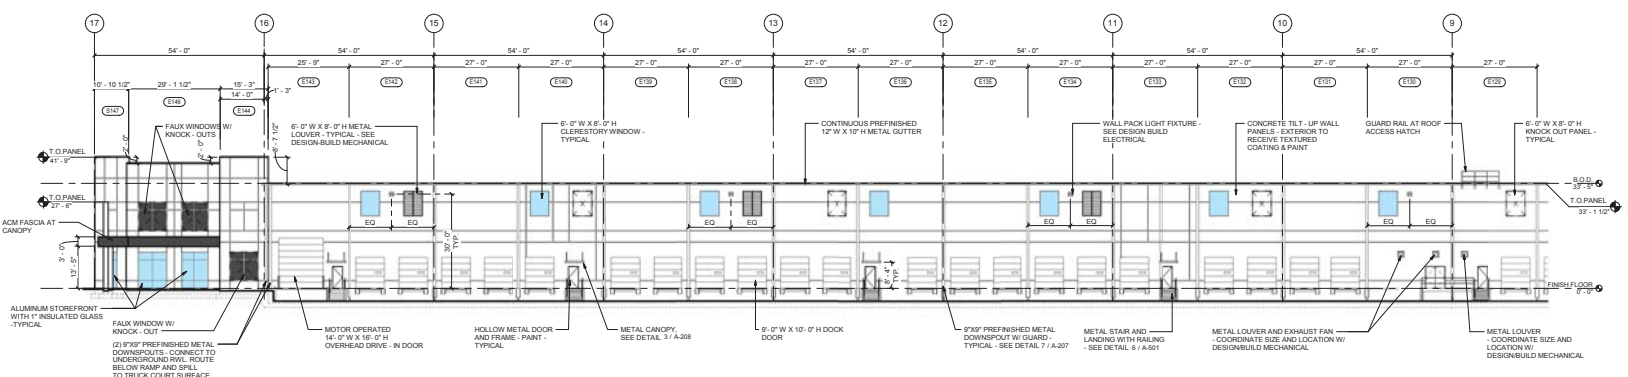 17 16 15 14 13 12 11 10 9
54' - 0" 54' - 0" 54' - 0" 54' - 0" 54' - 0" 54' - 0" 54' - 0" 54' - 0"
25' - 9" 27' - 0" 27' - 0" 27' - 0" 27' - 0" 27' - 0" 27' - 0" 27' - 0" 27' - 0" 27' - 0" 27' - 0" 27' - 0" 27' - 0" 27' - 0" 27' - 0"
E143 E142 E141 E140 E139 E138 E137 E136 E135 E134 E133 E132 E131 E130 E129
10' - 10 1/2" 29' - 1 1/2" 15' - 3"
14' - 0" 1' - 3"
S147 E146 E144
2' - 0"
2' - 0"
8' - 7 1/2"
FAUX WINDOWS W/
KNOCK - OUTS
6'- 0" W X 8'- 0" H METAL
LOUVER - TYPICAL - SEE
DESIGN-BUILD MECHANICAL
6'- 0" W X 8'- 0" H
CLERESTORY WINDOW -
TYPICAL
CONTINUOUS PREFINISHED
12" W X 10" H METAL GUTTER
WALL PACK LIGHT FIXTURE -
SEE DESIGN BUILD
ELECTRICAL
CONCRETE TILT - UP WALL
PANELS - EXTERIOR TO
RECEIVE TEXTURED
COATING & PAINT
GUARD RAIL AT ROOF
ACCESS HATCH
6'- 0" W X 8'- 0" H
KNOCK OUT PANEL -
TYPICAL
T.O.PANEL
41' - 9"
T.O.PANEL
27' - 6"
B.O.D.
33' - 5"
T.O.PANEL
33' - 1 1/2"
ACM FASCIA AT
CANOPY
3' - 0"
13' - 5"
EQ EQ EQ EQ EQ EQ EQ EQ
X X X X
30' - 0"
TYP.
8' - 4"
TYP.
FINISH FLOOR
0' - 0"
ALUMINUM STOREFRONT
WITH 1" INSULATED GLASS
-TYPICAL
FAUX WINDOW W/
KNOCK - OUT
(2) 9"X9" PREFINISHED METAL
DOWNSPOUTS - CONNECT TO
UNDERGROUND RWL. ROUTE
BELOW RAMP AND SPILL
TO TRUCK COURT SURFACE
MOTOR OPERATED
14'- 0" W X 16'- 0" H
OVERHEAD DRIVE - IN DOOR
HOLLOW METAL DOOR
AND FRAME - PAINT -
TYPICAL
METAL CANOPY,
SEE DETAIL 3 / A-208
9'- 0" W X 10'- 0" H DOCK
DOOR
9"X9" PREFINISHED METAL
DOWNSPOUT W/ GUARD -
TYPICAL - SEE DETAIL 7 / A-207
METAL STAIR AND
LANDING WITH RAILING
- SEE DETAIL 6 / A-501
METAL LOUVER AND EXHAUST FAN
- COORDINATE SIZE AND LOCATION W/
DESIGN/BUILD MECHANICAL
METAL LOUVER
- COORDINATE SIZE AND
LOCATION W/
DESIGN/BUILD MECHANICAL